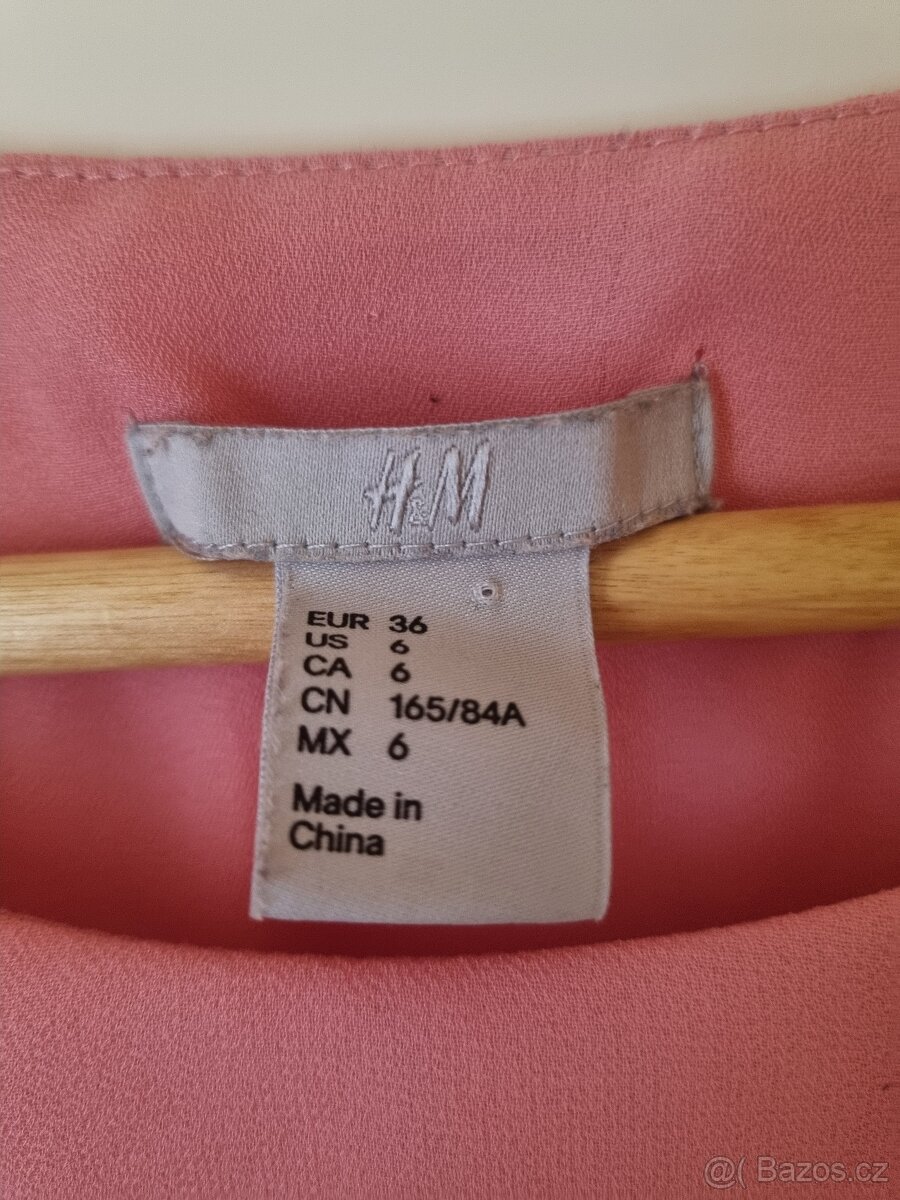 H&M
EUR 36
US 6
CA 6
CN 165/84A
MX 6
Made in
China
@( Bazos.cz